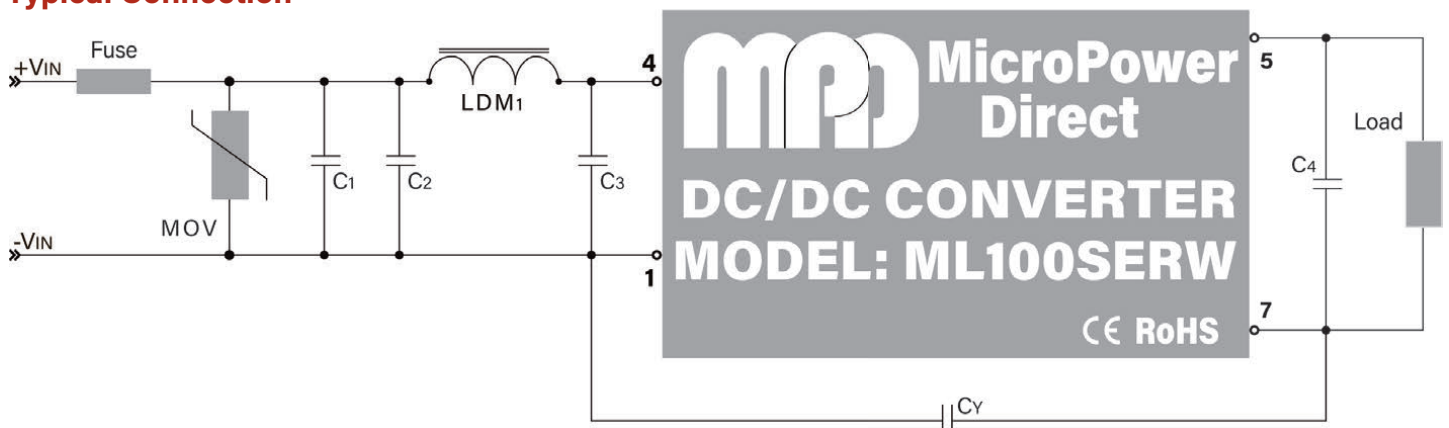 Typical Connection
+VIN
Fuse
MOV
C1
C2
LDM1
C3
-VIN
4
1
MPD
MicroPower
Direct
DC/DC CONVERTER
MODEL: ML100SERW
CE RoHS
5
7
C4
Load
CY